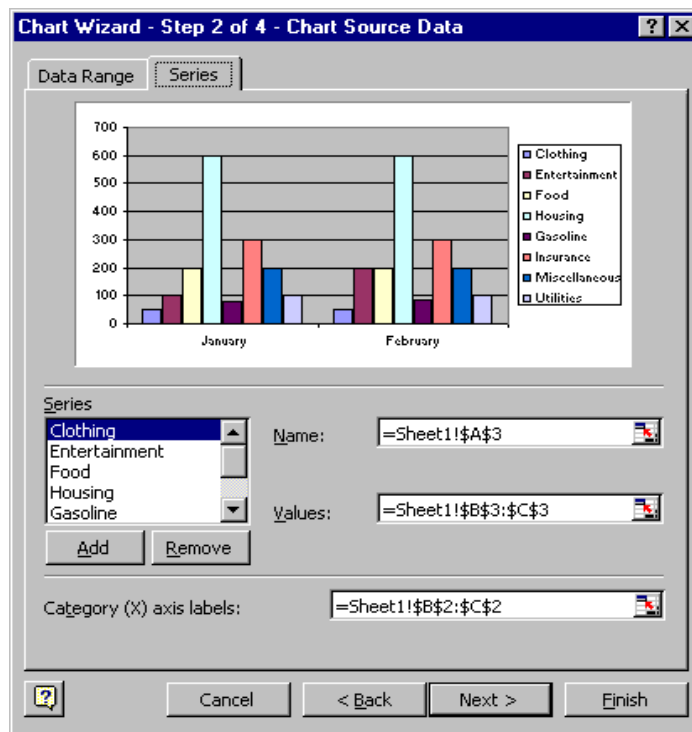 Chart Wizard - Step 2 of 4 - Chart Source Data
Data Range
Series
700
600
500
400
300
200
100
0
January
February
Clothing
Entertainment
Food
Housing
Gasoline
Insurance
Miscellaneous
Utilities
Series
Clothing
Entertainment
Food
Housing
Gasoline
Add
Remove
Name:
=Sheet1!$A$3
Values:
=Sheet1!$B$3:$C$3
Category (X) axis labels:
=Sheet1!$B$2:$C$2
Cancel
< Back
Next >
Finish